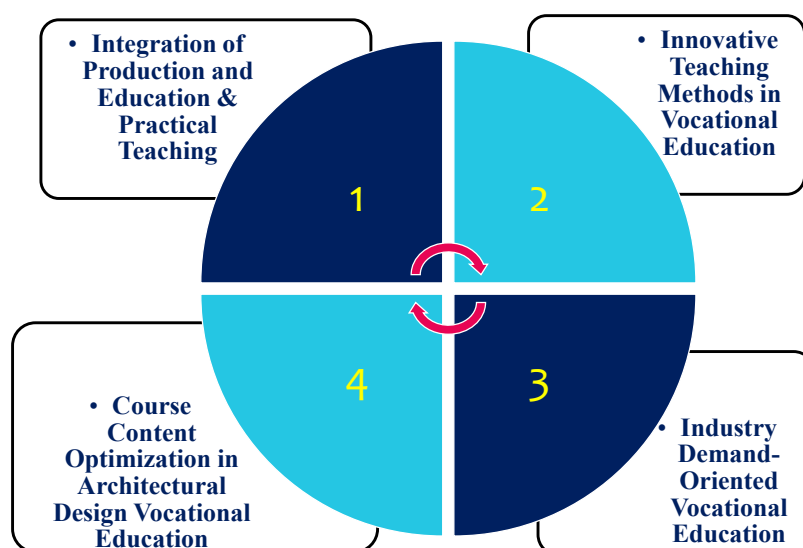 • Integration of
Production and
Education &
Practical
Teaching
• Innovative
Teaching
Methods in
Vocational
Education
1
2
4
3
• Course
Content
Optimization in
Architectural
Design Vocational
Education
• Industry
Demand-
Oriented
Vocational
Education